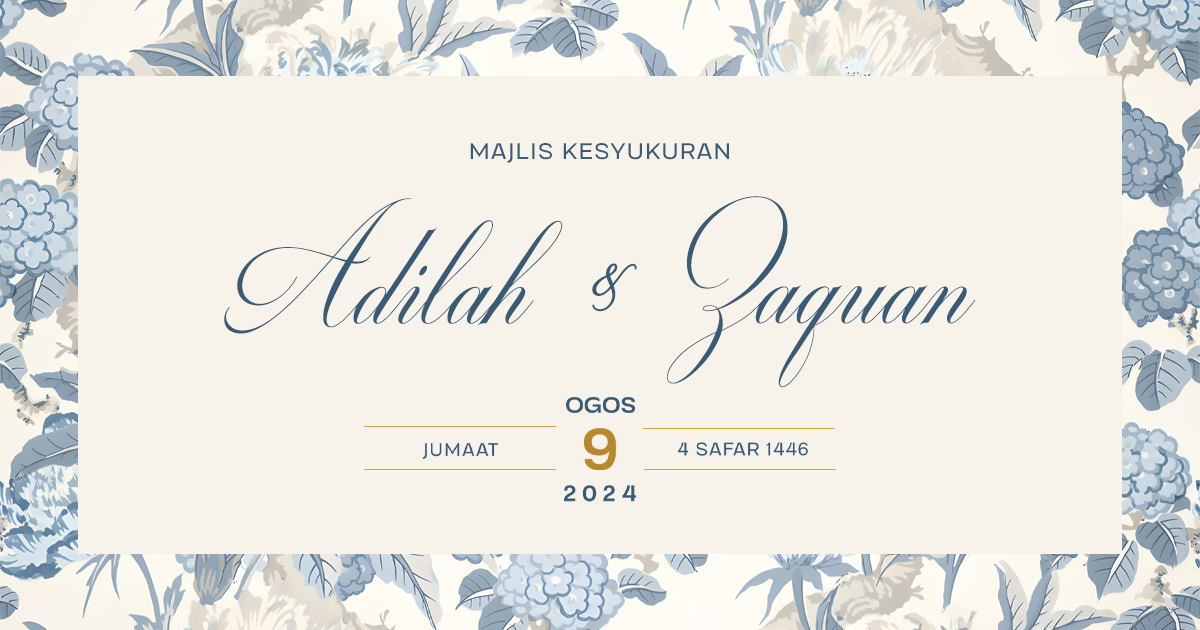 MAJLIS KESYUKURAN
Adilah & Zaquan
OGOS
JUMAAT 9 4 SAFAR 1446
2024